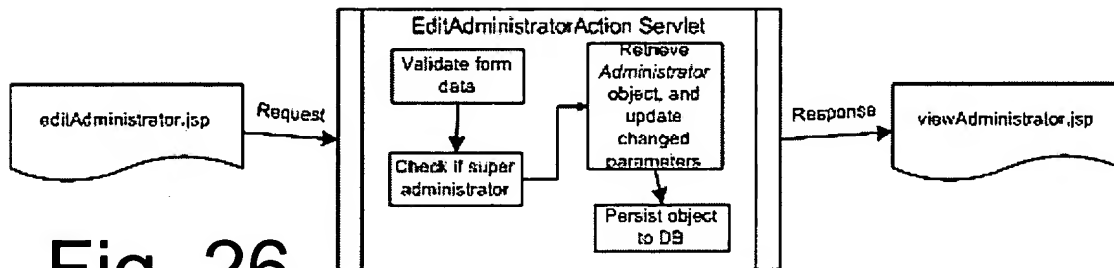 EditAdministratorAction Servlet
editAdministrator.jsp
Request
Validate form
data
Check if super
administrator
Retrieve
Administrator
object, and
update
changed
parameters
Persist object
to DB
Response
viewAdministrator.jsp
Fig. 26